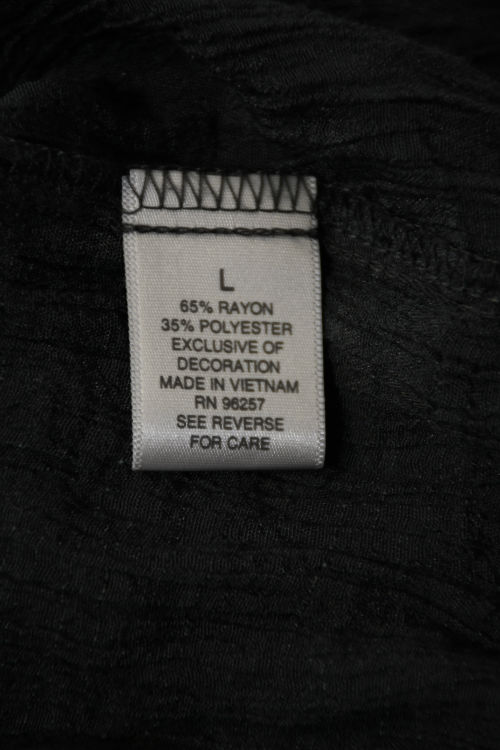 L
65% RAYON
35% POLYESTER
EXCLUSIVE OF
DECORATION
MADE IN VIETNAM
RN 96257
SEE REVERSE
FOR CARE